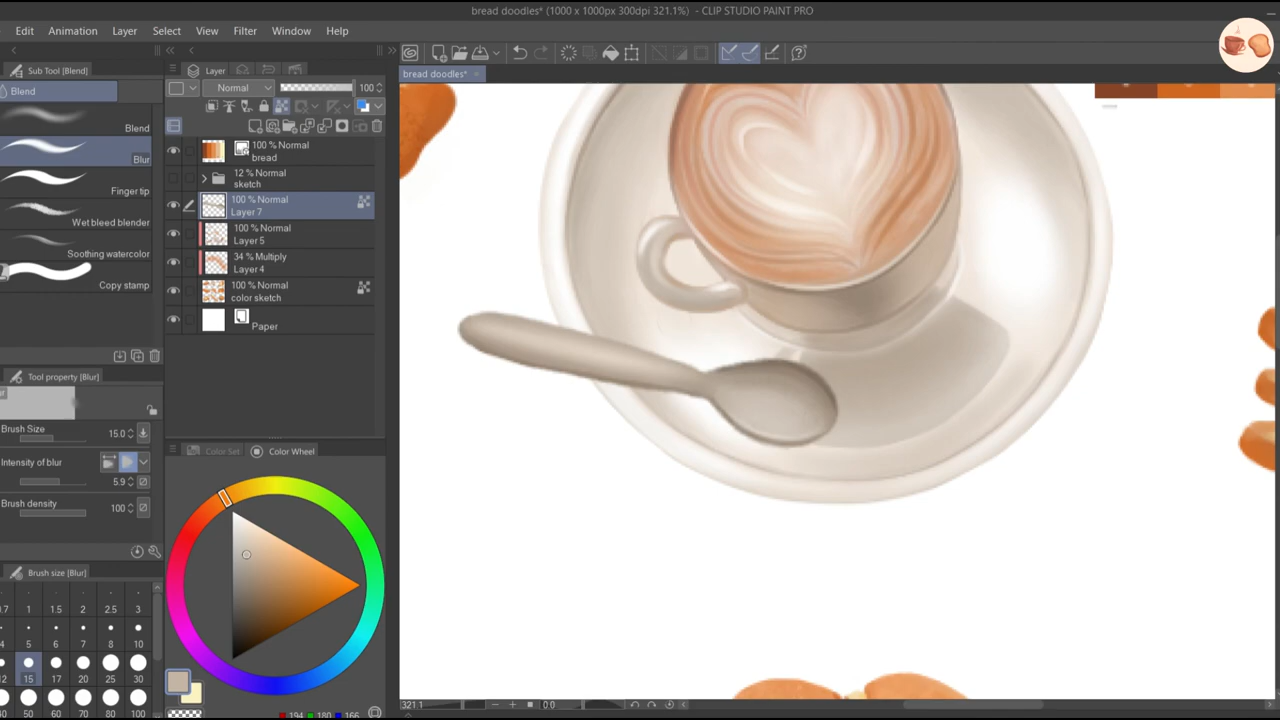 bread doodles* (1000 x 1000px 300dpi 321.1%) - CLIP STUDIO PAINT PRO
Edit Animation Layer Select View Filter Window Help
Sub Tool [Blend]
Layer
bread doodles*
Blend
Normal
100
Blend
Blur
Finger tip
Wet bleed blender
Soothing watercolor
Copy stamp
100 % Normal
bread
12 % Normal
sketch
100 % Normal
Layer 7
100 % Normal
Layer 5
34 % Multiply
Layer 4
100 % Normal
color sketch
Paper
Tool property [Blur]
Brush Size
15.0
Intensity of blur
5.9
Brush density
100
Color Set
Color Wheel
Brush size [Blur]
0.7 1 1.5 2 2.5 3
4 5 6 7 8 10
12 15 17 20 25 30
50 60 70 80 100
194 180 166
321.1
0.0